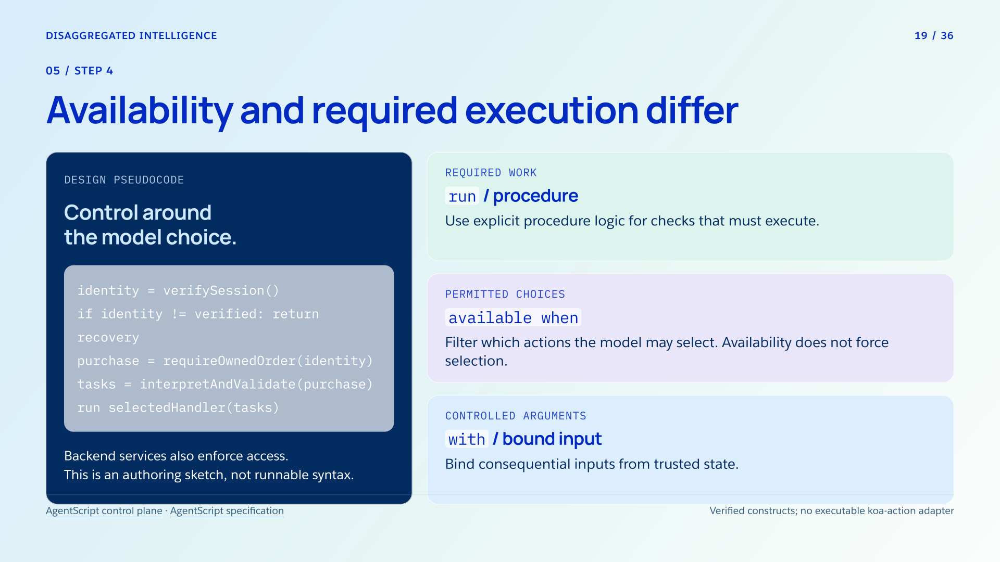 DISAGGREGATED INTELLIGENCE
19 / 36
05 / STEP 4
Availability and required execution differ
DESIGN PSEUDOCODE
Control around
the model choice.
identity = verifySession()
if identity != verified: return
recovery
purchase = requireOwnedOrder(identity)
tasks = interpretAndValidate(purchase)
run selectedHandler(tasks)
Backend services also enforce access.
This is an authoring sketch, not runnable syntax.
REQUIRED WORK
run / procedure
Use explicit procedure logic for checks that must execute.
PERMITTED CHOICES
available when
Filter which actions the model may select. Availability does not force
selection.
CONTROLLED ARGUMENTS
with / bound input
Bind consequential inputs from trusted state.
AgentScript control plane · AgentScript specification
Verified constructs; no executable koa-action adapter